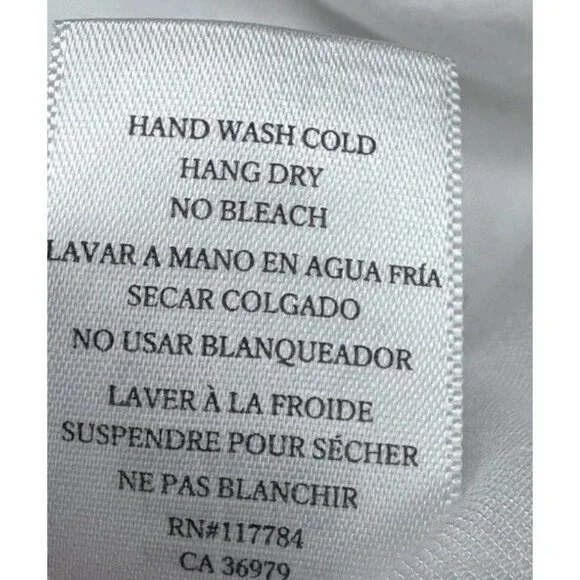 HAND WASH COLD
HANG DRY
NO BLEACH
LAVAR A MANO EN AGUA FRÍA
SECAR COLGADO
NO USAR BLANQUEADOR
LAVER À LA FROIDE
SUSPENDRE POUR SÉCHER
NE PAS BLANCHIR
RN#117784
CA 36979